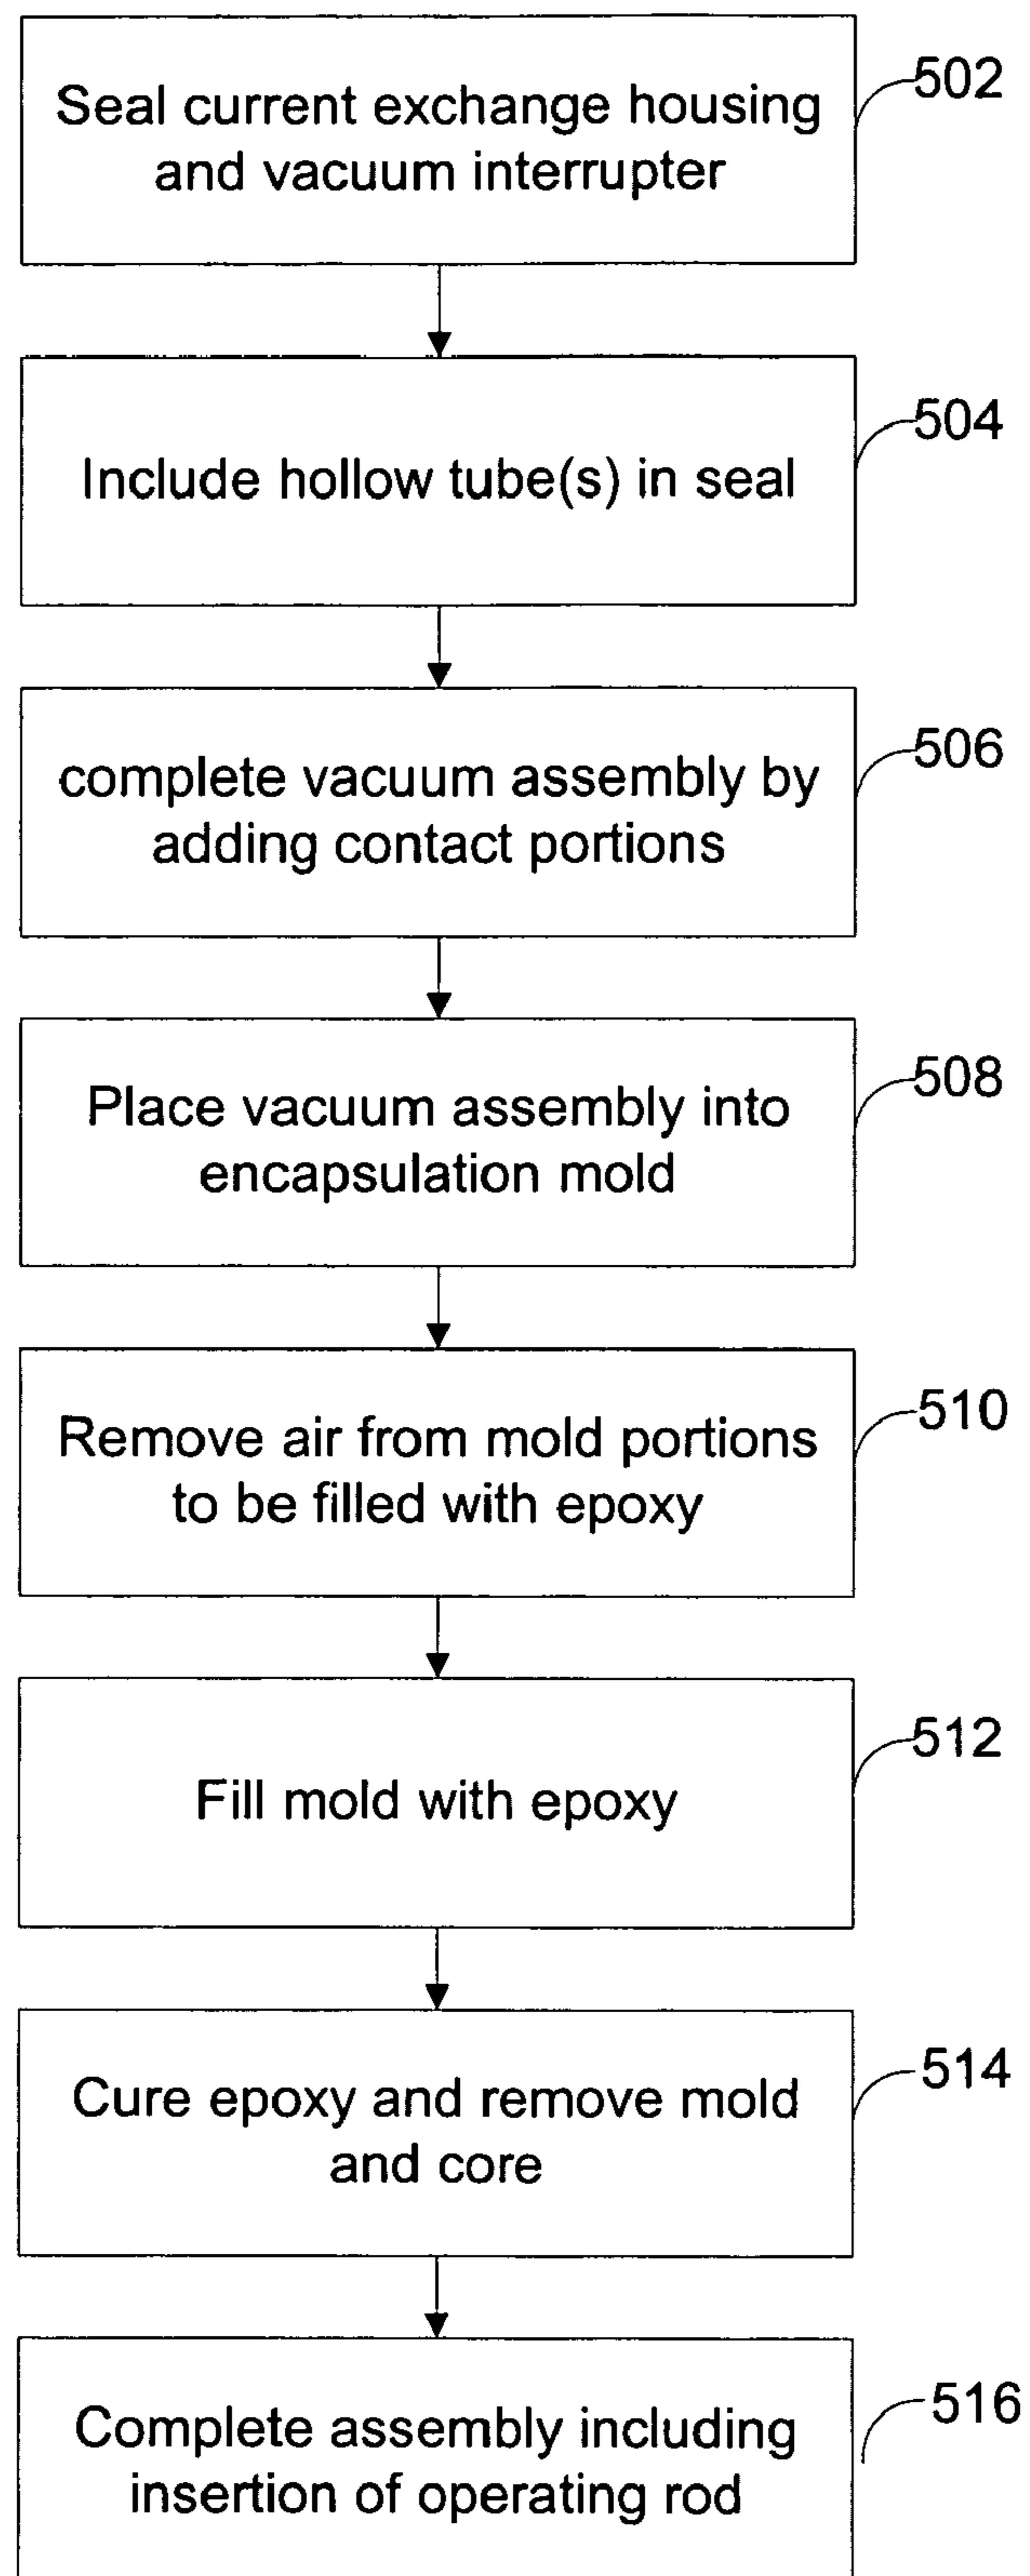 Seal current exchange housing
and vacuum interrupter
502
Include hollow tube(s) in seal
504
complete vacuum assembly by
adding contact portions
506
Place vacuum assembly into
encapsulation mold
508
Remove air from mold portions
to be filled with epoxy
510
Fill mold with epoxy
512
Cure epoxy and remove mold
and core
514
Complete assembly including
insertion of operating rod
516